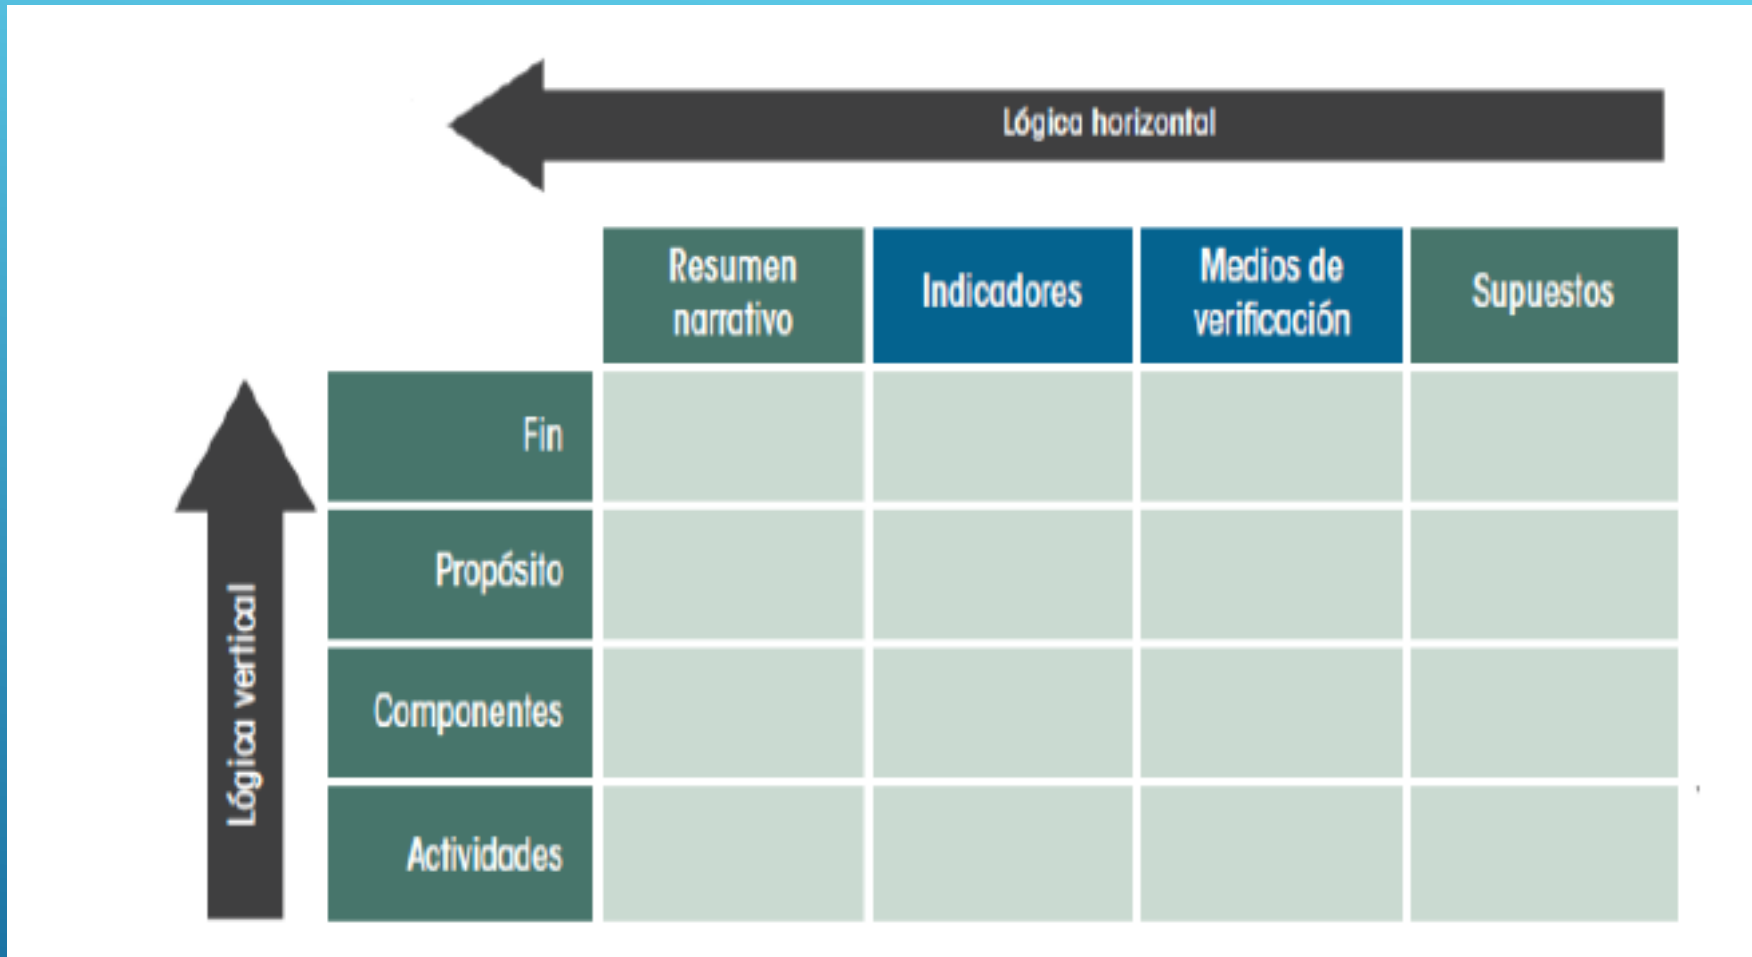 Lógica horizontal
Resumen
narrativo
Indicadores
Medios de
verificación
Supuestos
Fin
Propósito
Componentes
Actividades
Lógica vertical